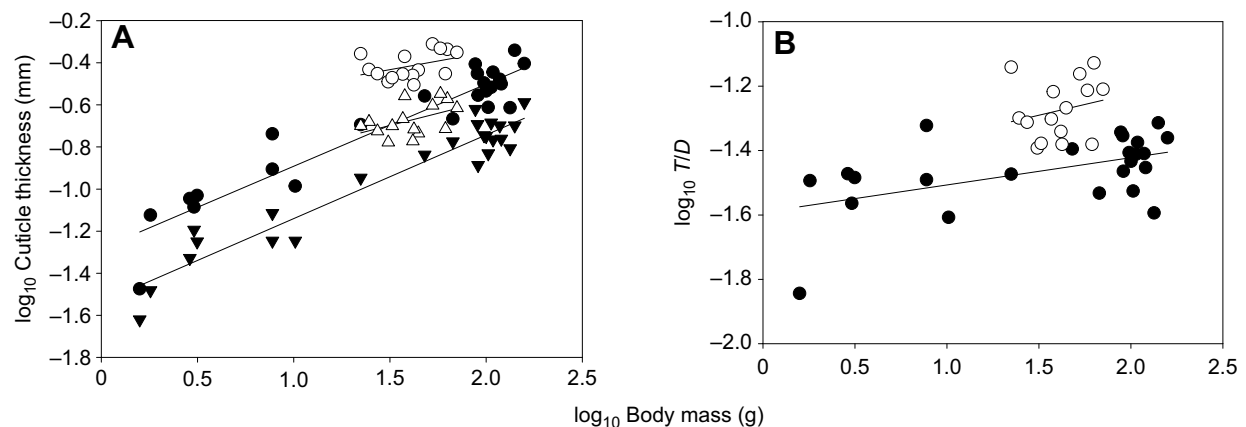 A
B
log10 Cuticle thickness (mm)
–0.2
–0.4
–0.6
–0.8
–1.0
–1.2
–1.4
–1.6
–1.8
0 0.5 1.0 1.5 2.0 2.5
log10 T/D
–1.0
–1.2
–1.4
–1.6
–1.8
–2.0
0 0.5 1.0 1.5 2.0 2.5
log10 Body mass (g)